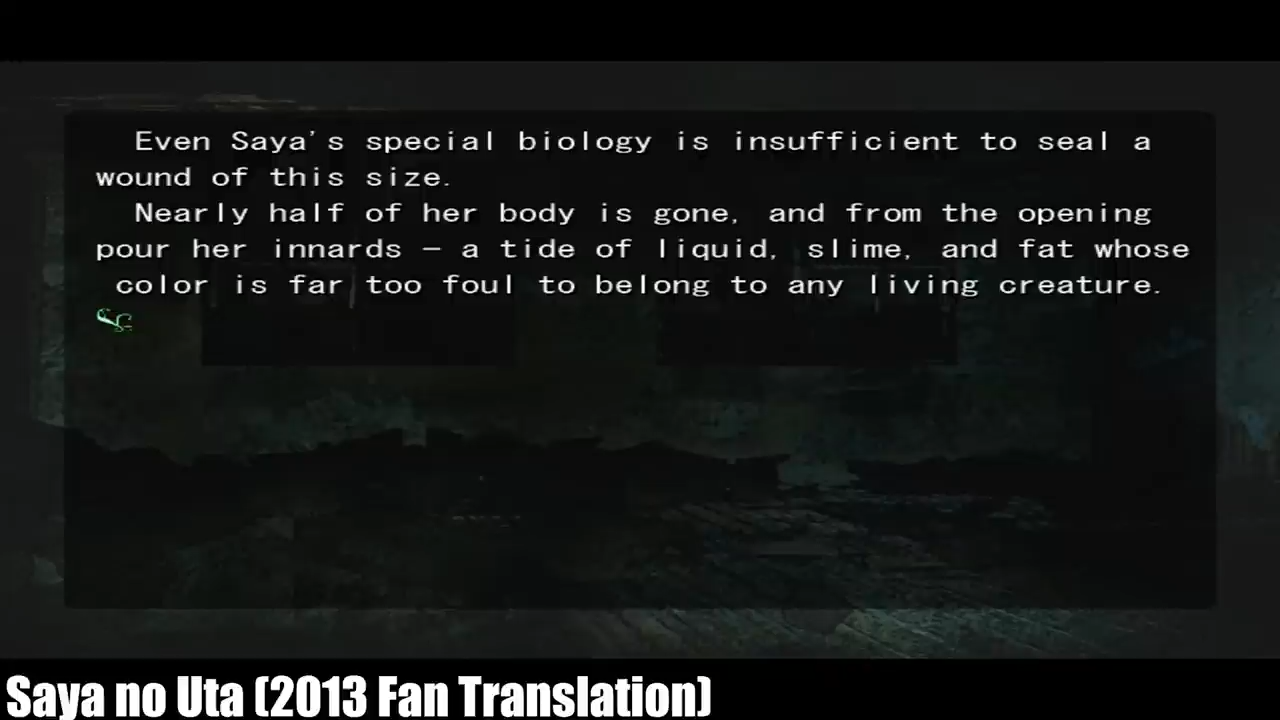 Even Saya's special biology is insufficient to seal a
wound of this size.
Nearly half of her body is gone, and from the opening
pour her innards – a tide of liquid, slime, and fat whose
color is far too foul to belong to any living creature.
Saya no Uta (2013 Fan Translation)